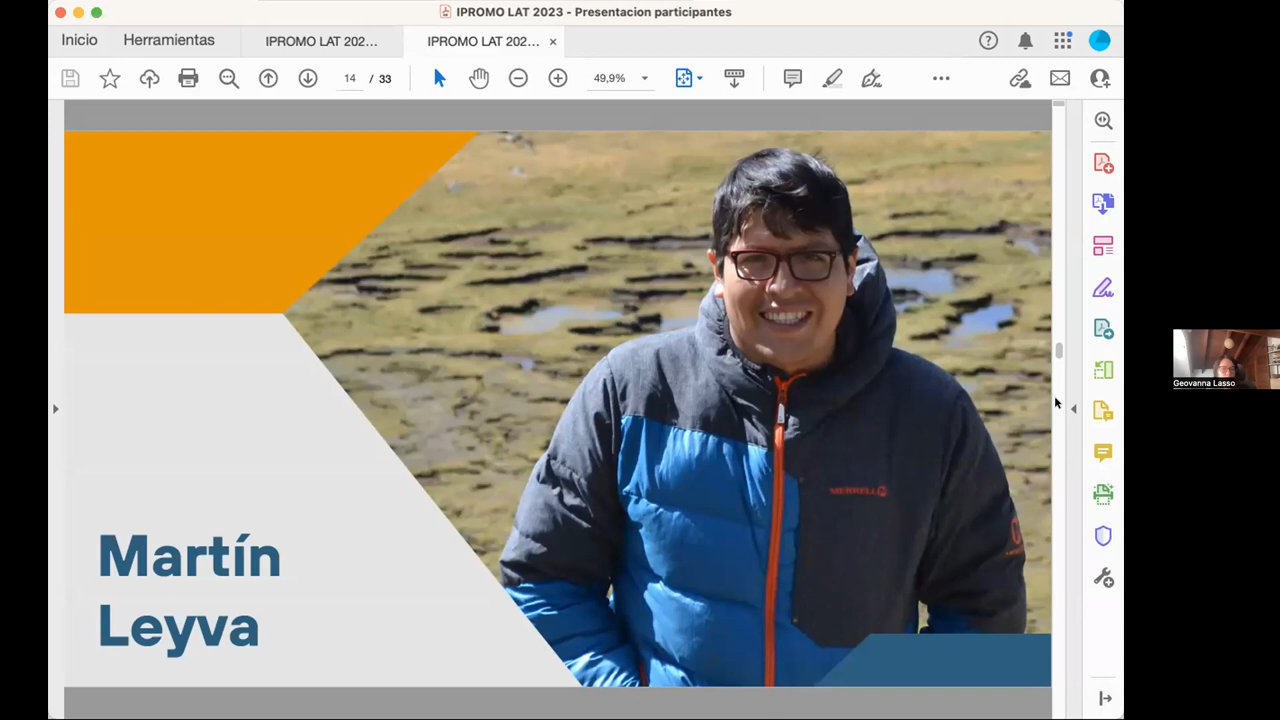 IPROMO LAT 2023 - Presentacion participantes
Inicio
Herramientas
IPROMO LAT 202...
IPROMO LAT 202...
14 / 33
49,9%
MERRELL
Martín
Leyva
Geovanna Lasso